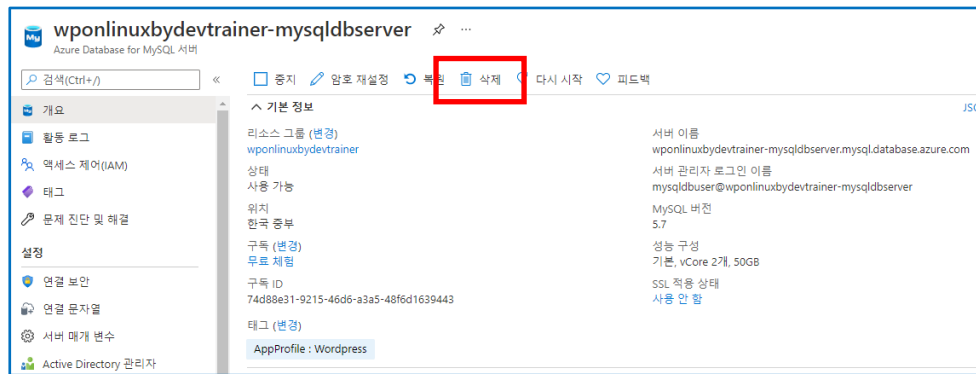 wponlinuxbydevtrainer-mysqldbserver ...
My
Azure Database for MySQL 서버
검색(Ctrl+/) «
중지 암호 재설정 복원 삭제 다시 시작 피드백
개요
활동 로그
액세스 제어(IAM)
태그
문제 진단 및 해결
설정
연결 보안
연결 문자열
서버 매개 변수
Active Directory 관리자
기본 정보
JSO
리소스 그룹 (변경)
wponlinuxbydevtrainer
상태
사용 가능
위치
한국 중부
구독 (변경)
무료 체험
구독 ID
74d88e31-9215-46d6-a3a5-48f6d1639443
태그 (변경)
AppProfile : Wordpress
서버 이름
wponlinuxbydevtrainer-mysqldbserver.mysql.database.azure.com
서버 관리자 로그인 이름
mysqldbuser@wponlinuxbydevtrainer-mysqldbserver
MySQL 버전
5.7
성능 구성
기본, vCore 2개, 50GB
SSL 적용 상태
사용 안 함